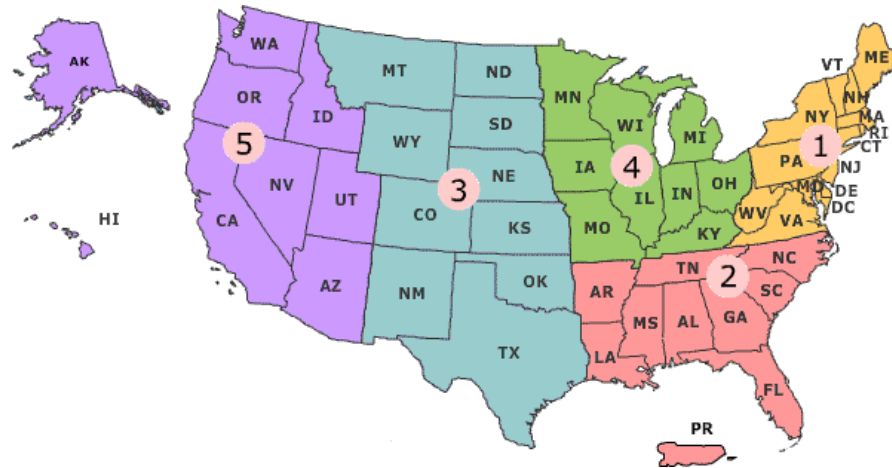 AK
WA
OR
ID
5
NV
UT
CA
AZ
HI
MT
ND
WY
SD
3
NE
CO
KS
NM
OK
TX
MN
WI
MI
IA
4
IL
IN
OH
MO
KY
VT
ME
NH
NY
MA
RI
CT
1
PA
NJ
MD
DE
DC
WV
VA
TN
2
NC
AR
SC
MS
AL
GA
LA
FL
PR